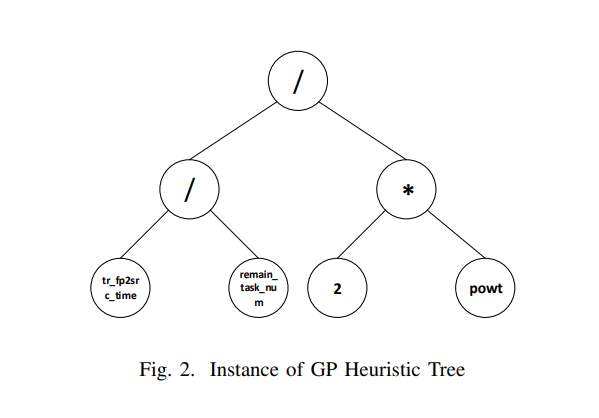 /
/
*
tr_fp2sr
c_time
remain_
task_nu
m
2
powt
Fig. 2. Instance of GP Heuristic Tree